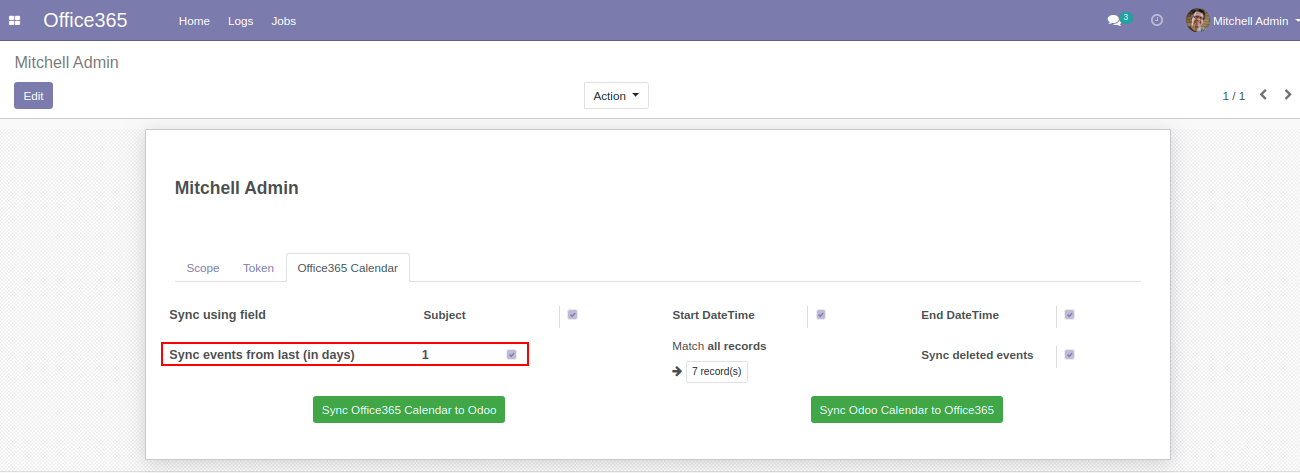 Office365 Home Logs Jobs 3 Mitchell Admin
Mitchell Admin
Edit Action 1 / 1
Mitchell Admin
Scope Token Office365 Calendar
Sync using field Subject Start DateTime End DateTime
Match all records
Sync events from last (in days) 1 Sync deleted events
7 record(s)
Sync Office365 Calendar to Odoo Sync Odoo Calendar to Office365